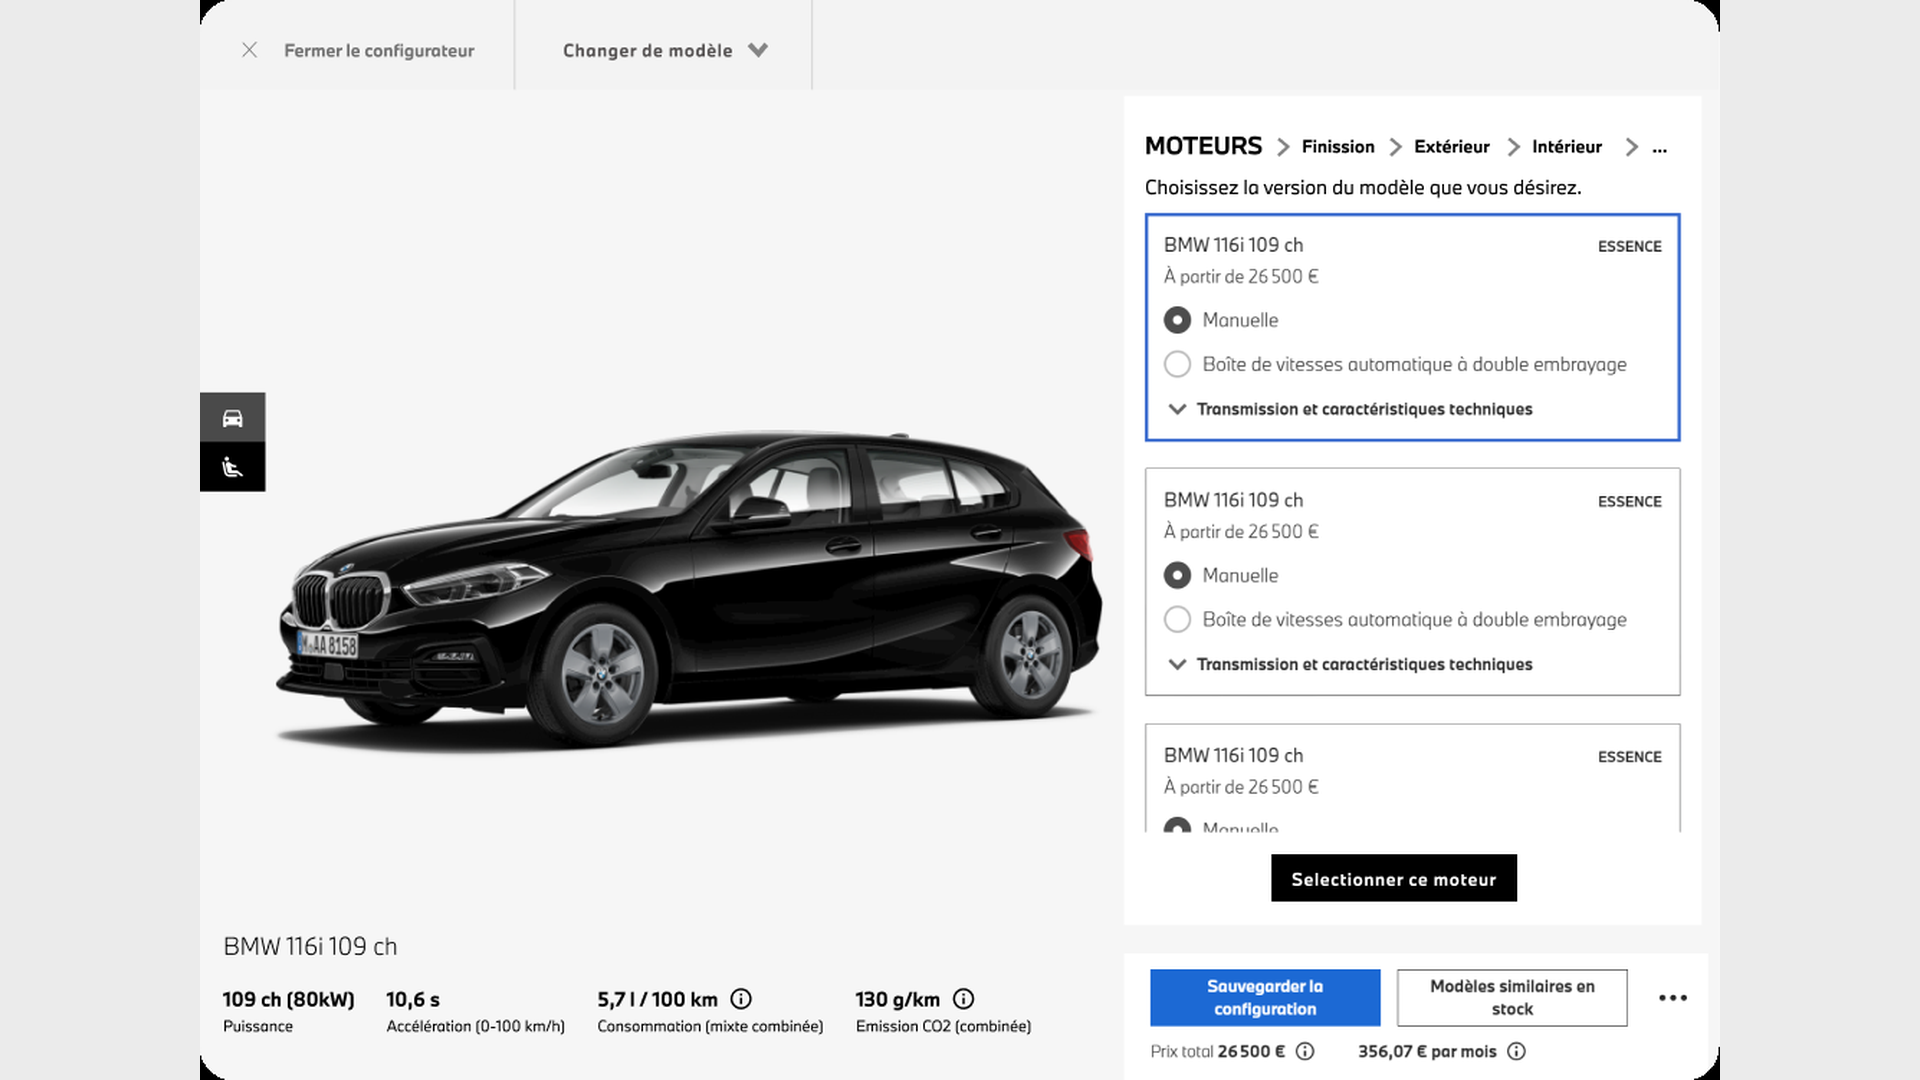 Fermer le configurateur
Changer de modèle
MOTEURS Finission Extérieur Intérieur ...
Choisissez la version du modèle que vous désirez.
BMW 116i 109 ch ESSENCE
À partir de 26 500 €
Manuelle
Boîte de vitesses automatique à double embrayage
Transmission et caractéristiques techniques
BMW 116i 109 ch ESSENCE
À partir de 26 500 €
Manuelle
Boîte de vitesses automatique à double embrayage
Transmission et caractéristiques techniques
BMW 116i 109 ch ESSENCE
À partir de 26 500 €
Manuelle
Selectionner ce moteur
M AA 8158
BMW 116i 109 ch
109 ch (80kW)
Puissance
10,6 s
Accélération (0-100 km/h)
5,7 l / 100 km
Consommation (mixte combinée)
130 g/km
Emission CO2 (combinée)
Sauvegarder la
configuration
Modèles similaires en
stock
Prix total 26 500 €
356,07 € par mois